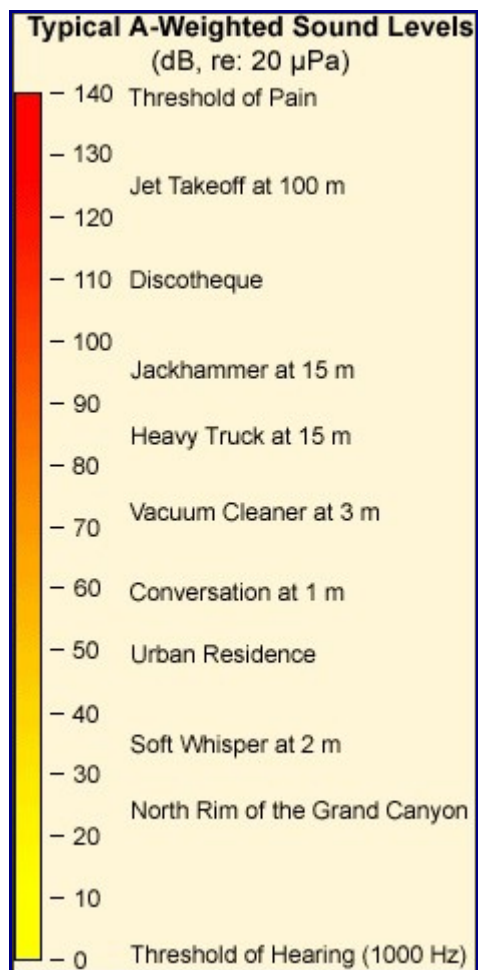 Typical A-Weighted Sound Levels
(dB, re: 20 µPa)
140 Threshold of Pain
130
Jet Takeoff at 100 m
120
110 Discotheque
100
Jackhammer at 15 m
90
Heavy Truck at 15 m
80
Vacuum Cleaner at 3 m
70
60 Conversation at 1 m
50 Urban Residence
40
Soft Whisper at 2 m
30
North Rim of the Grand Canyon
20
10
0 Threshold of Hearing (1000 Hz)